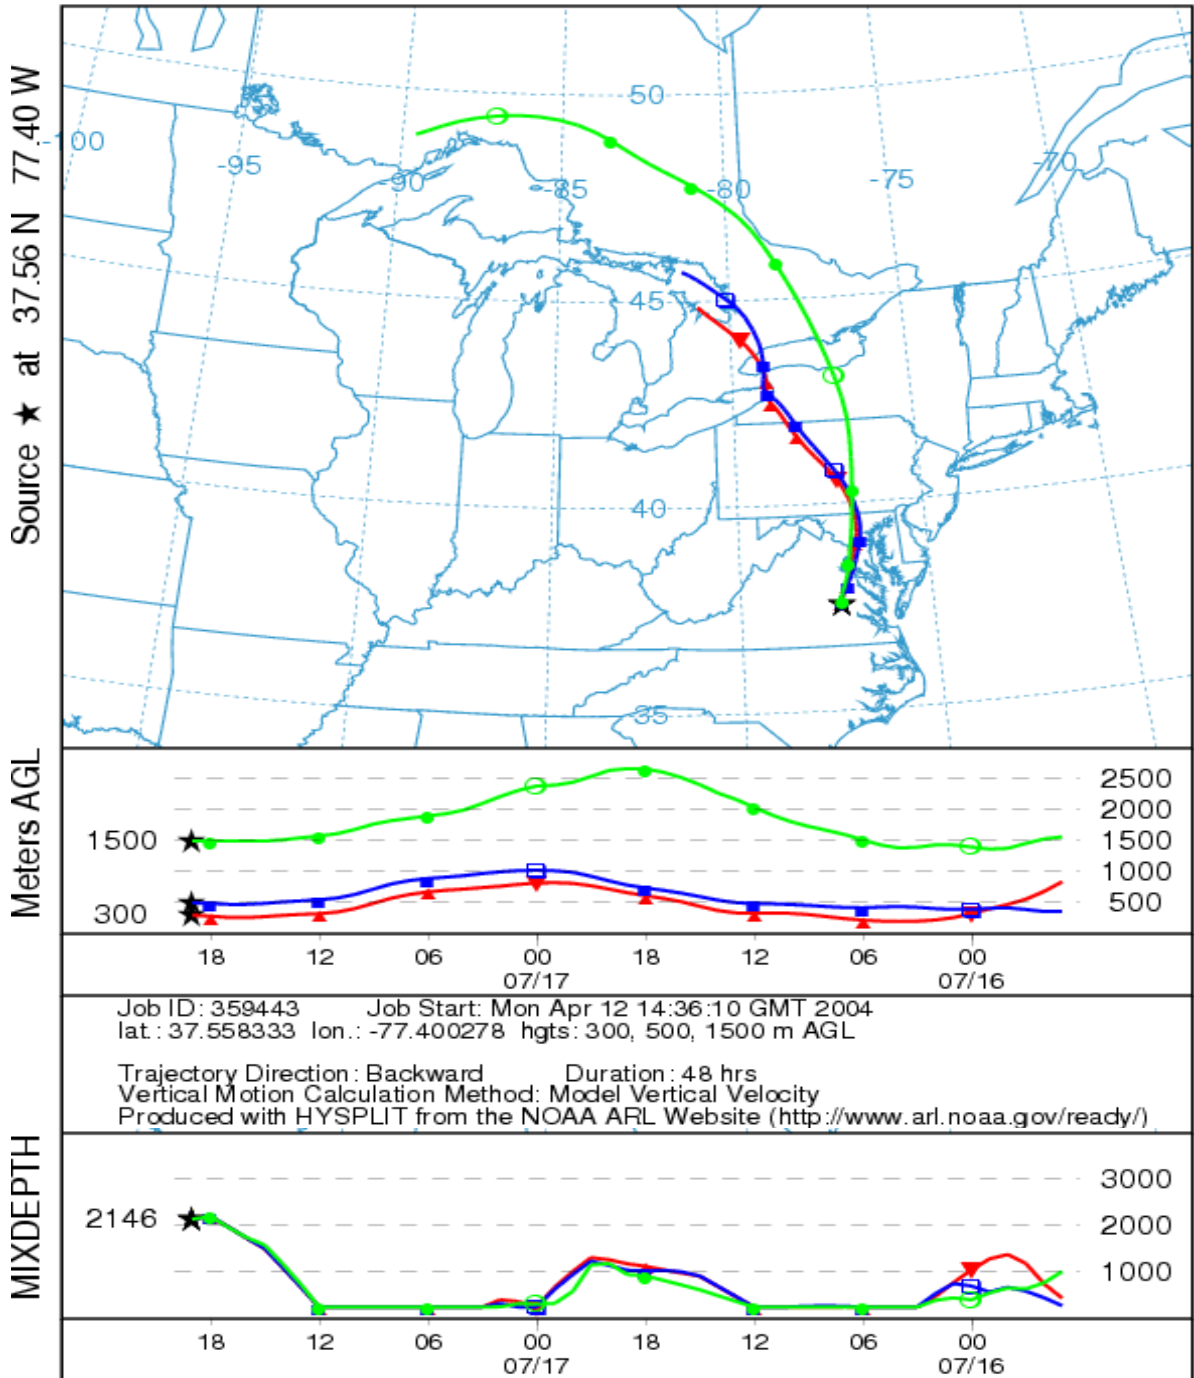 Source ★ at 37.56 N 77.40 W
50
-100
-95
-90
-85
-80
-75
-70
45
40
35
Meters AGL
2500
2000
1500
1500
1000
500
300
18 12 06 00 18 12 06 00
07/17 07/16
Job ID: 359443 Job Start: Mon Apr 12 14:36:10 GMT 2004
lat.: 37.558333 lon.: -77.400278 hgts: 300, 500, 1500 m AGL
Trajectory Direction: Backward Duration: 48 hrs
Vertical Motion Calculation Method: Model Vertical Velocity
Produced with HYSPLIT from the NOAA ARL Website (http://www.arl.noaa.gov/ready/)
MIXDEPTH
3000
2146
2000
1000
18 12 06 00 18 12 06 00
07/17 07/16